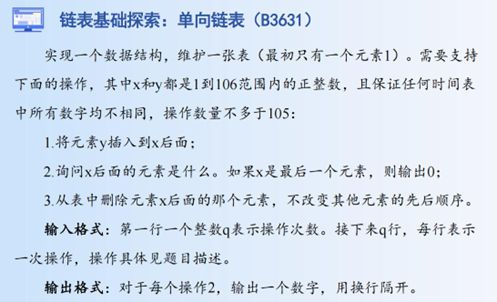 链表基础探索：单向链表（B3631）
实现一个数据结构，维护一张表（最初只有一个元素1）。需要支持
下面的操作，其中x和y都是1到106范围内的正整数，且保证任何时间表
中所有数字均不相同，操作数量不多于105：
1.将元素y插入到x后面；
2.询问x后面的元素是什么。如果x是最后一个元素，则输出0；
3.从表中删除元素x后面的那个元素，不改变其他元素的先后顺序。
输入格式：第一行一个整数q表示操作次数。接下来q行，每行表示
一次操作，操作具体见题目描述。
输出格式：对于每个操作2，输出一个数字，用换行隔开。